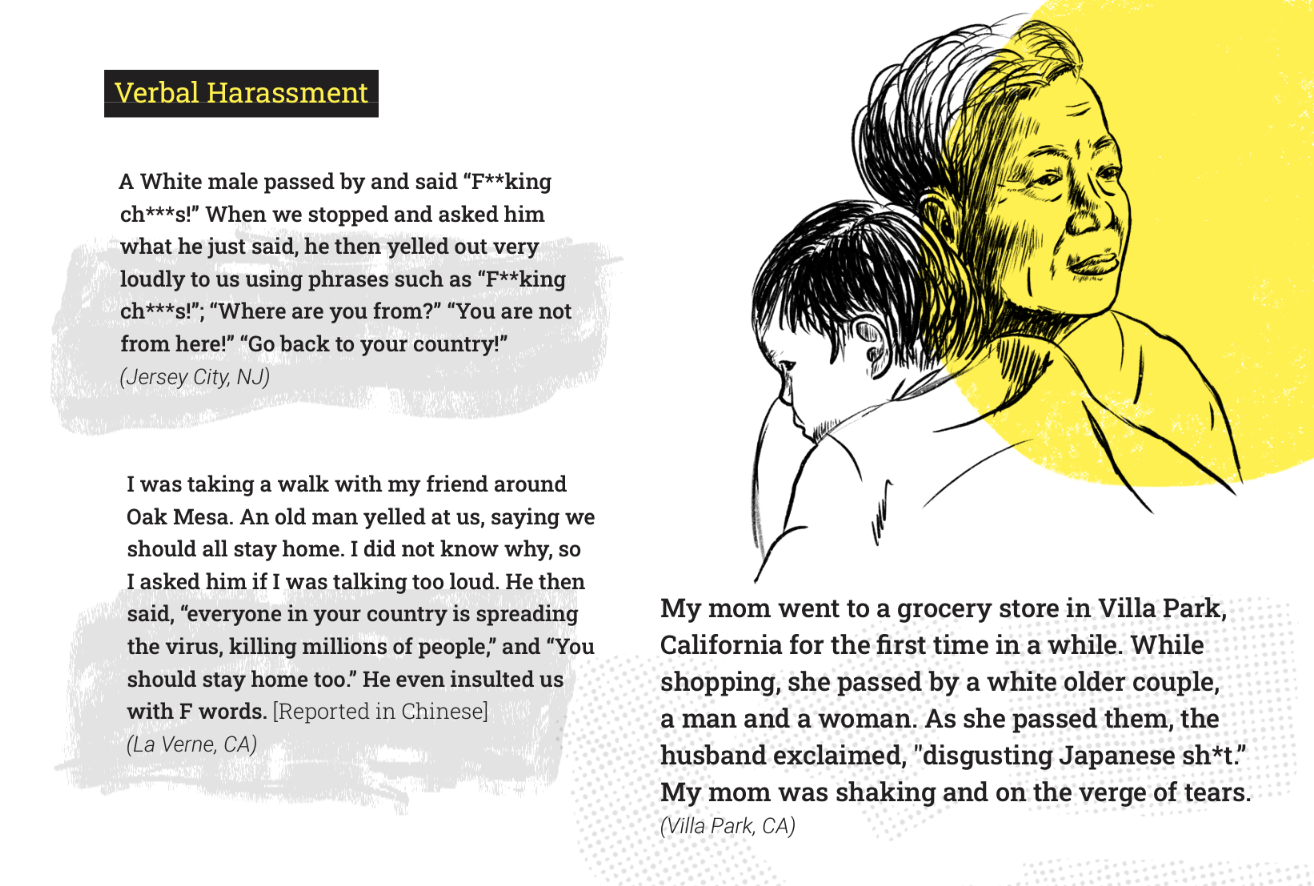 Verbal Harassment
A White male passed by and said “F**king
ch***s!” When we stopped and asked him
what he just said, he then yelled out very
loudly to us using phrases such as “F**king
ch***s!”; “Where are you from?” “You are not
from here!” “Go back to your country!”
(Jersey City, NJ)
I was taking a walk with my friend around
Oak Mesa. An old man yelled at us, saying we
should all stay home. I did not know why, so
I asked him if I was talking too loud. He then
said, “everyone in your country is spreading
the virus, killing millions of people,” and “You
should stay home too.” He even insulted us
with F words. [Reported in Chinese]
(La Verne, CA)
My mom went to a grocery store in Villa Park,
California for the first time in a while. While
shopping, she passed by a white older couple,
a man and a woman. As she passed them, the
husband exclaimed, "disgusting Japanese sh*t.”
My mom was shaking and on the verge of tears.
(Villa Park, CA)